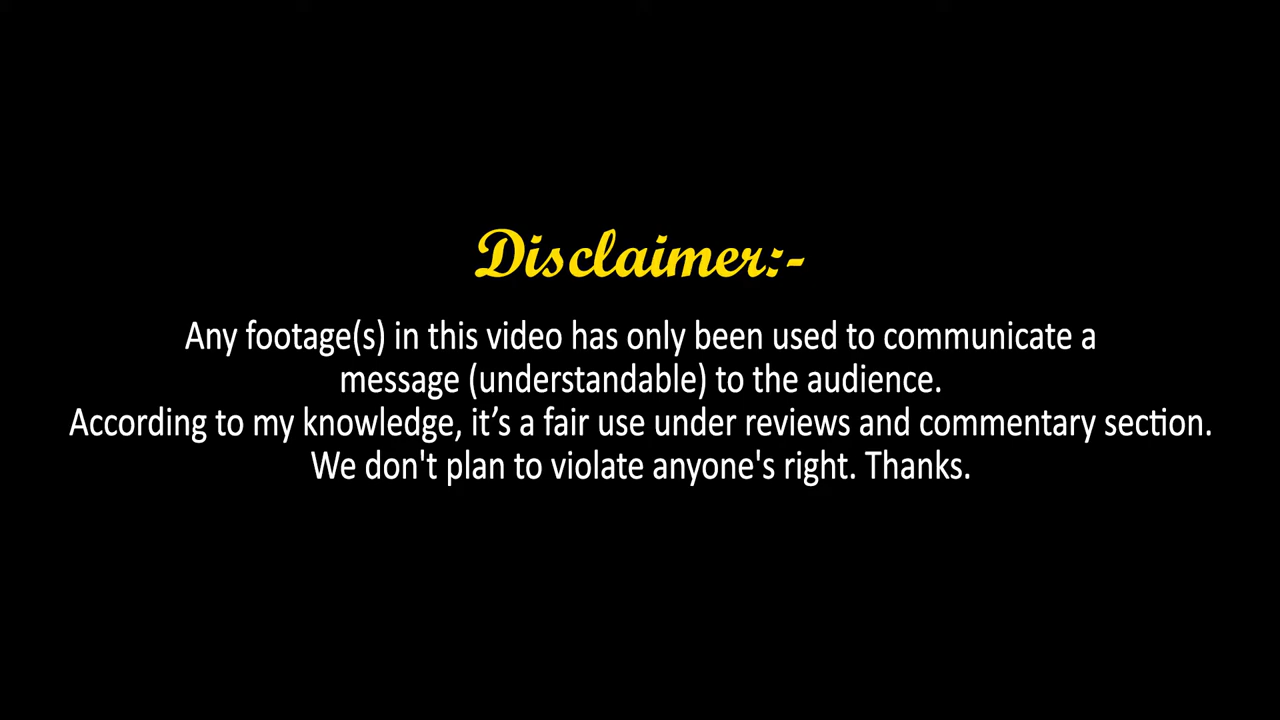 Disclaimer:-
Any footage(s) in this video has only been used to communicate a
message (understandable) to the audience.
According to my knowledge, it’s a fair use under reviews and commentary section.
We don't plan to violate anyone's right. Thanks.